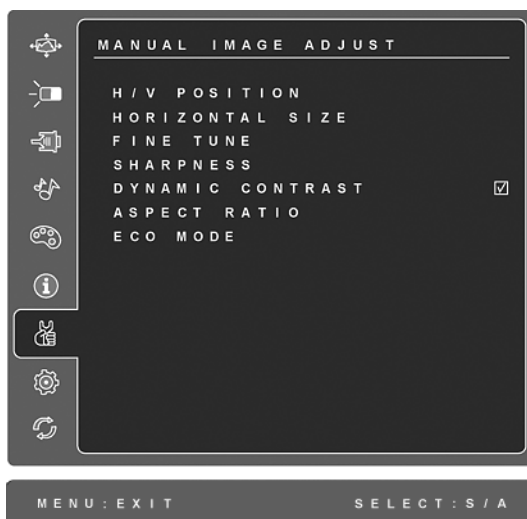 MANUAL IMAGE ADJUST
H/V POSITION
HORIZONTAL SIZE
FINE TUNE
SHARPNESS
DYNAMIC CONTRAST
ASPECT RATIO
ECO MODE
MENU:EXIT SELECT:S/A